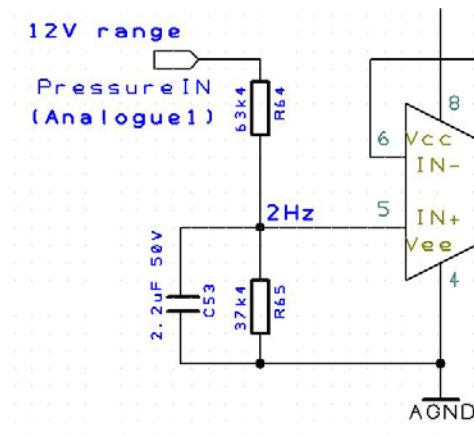 12V range
PressureIN
(Analogue1)
63k4
R64
8
6
Vcc
IN-
2Hz
5
IN+
Vee
4
2.2uF 50V
C53
37k4
R65
AGND